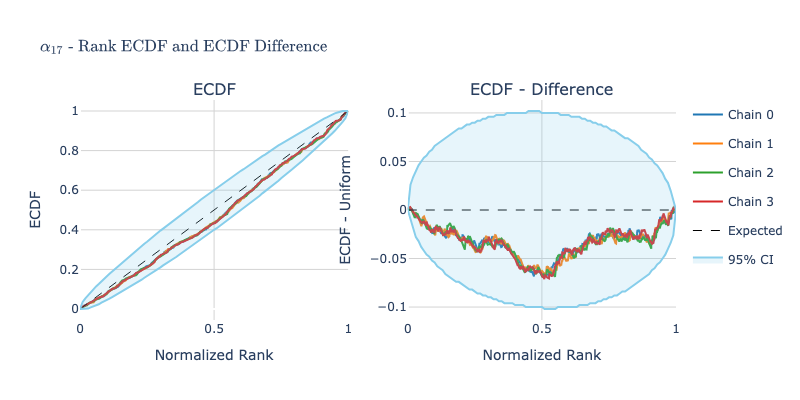 α17 - Rank ECDF and ECDF Difference
ECDF
ECDF - Difference
ECDF
1
0.8
0.6
0.4
0.2
0
0
0.5
1
Normalized Rank
ECDF - Uniform
0.1
0.05
0
−0.05
−0.1
0
0.5
1
Normalized Rank
Chain 0
Chain 1
Chain 2
Chain 3
Expected
95% CI